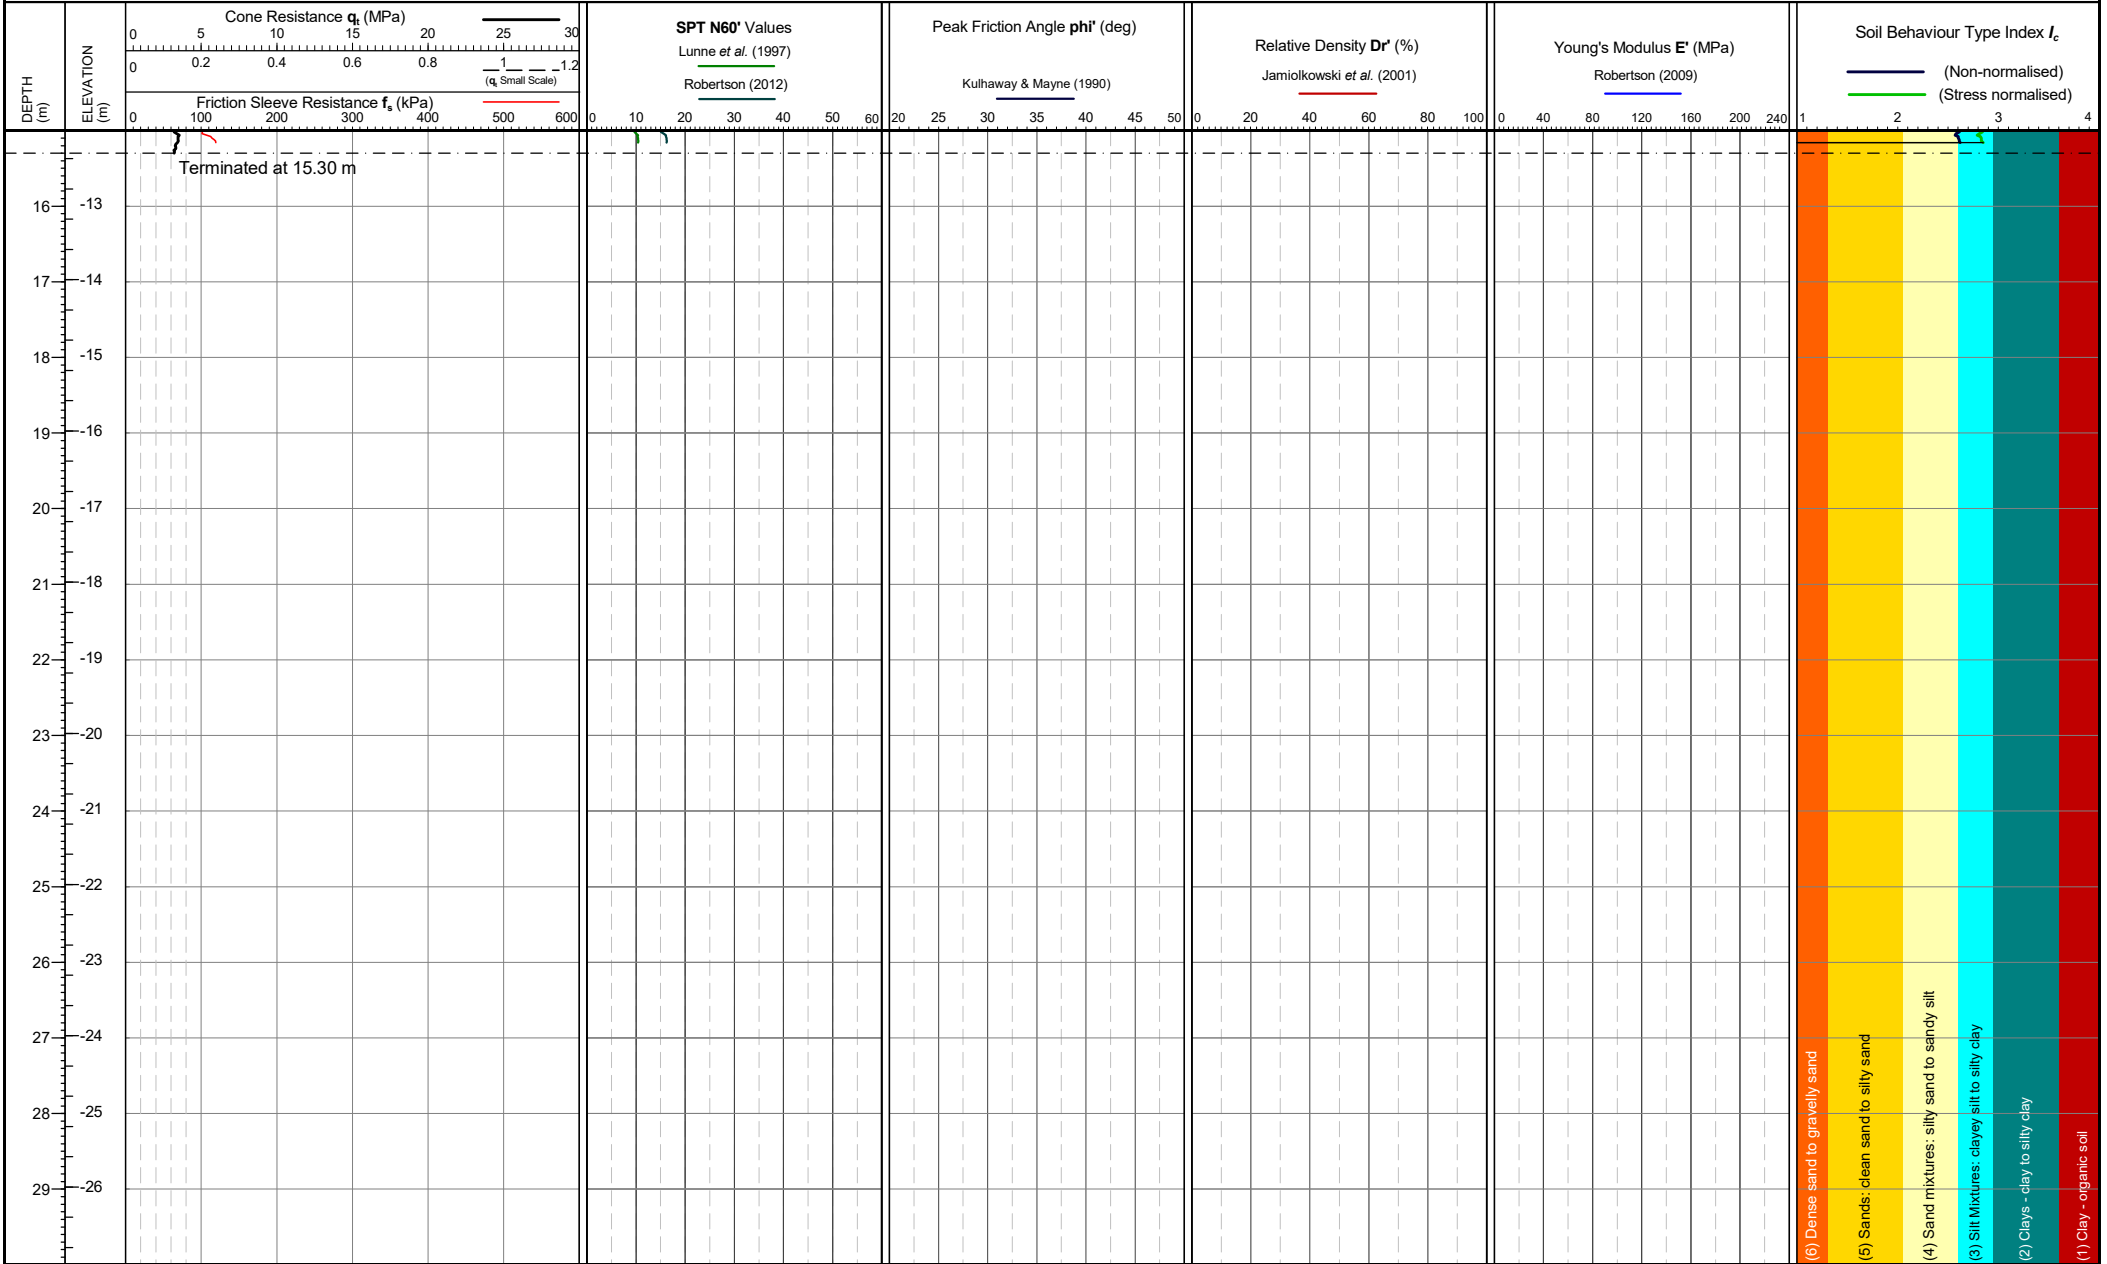 DEPTH
(m)
ELEVATION
(m)
Cone Resistance qt (MPa)
0 5 10 15 20 25 30
0 0.2 0.4 0.6 0.8 1 1.2
(qt Small Scale)
Friction Sleeve Resistance fs (kPa)
0 100 200 300 400 500 600
SPT N60' Values
Lunne et al. (1997)
Robertson (2012)
0 10 20 30 40 50 60
Peak Friction Angle phi' (deg)
Kulhaway & Mayne (1990)
20 25 30 35 40 45 50
Relative Density Dr' (%)
Jamiolkowski et al. (2001)
0 20 40 60 80 100
Young's Modulus E' (MPa)
Robertson (2009)
0 40 80 120 160 200 240
Soil Behaviour Type Index Ic
(Non-normalised)
(Stress normalised)
1 2 3 4
Terminated at 15.30 m
16 -13
17 -14
18 -15
19 -16
20 -17
21 -18
22 -19
23 -20
24 -21
25 -22
26 -23
27 -24
28 -25
29 -26
(6) Dense sand to gravelly sand
(5) Sands: clean sand to silty sand
(4) Sand mixtures: silty sand to sandy silt
(3) Silt Mixtures: clayey silt to silty clay
(2) Clays - clay to silty clay
(1) Clay - organic soil